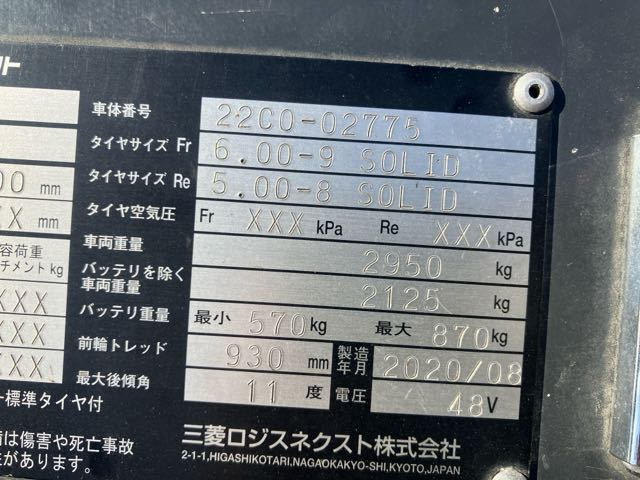 ット
車体番号 22C0-02775
タイヤサイズ Fr 6.00-9 SOLID
タイヤサイズ Re 5.00-8 SOLID
00 mm
タイヤ空気圧 Fr XXX kPa Re XXX kPa
X mm
車両重量 2950 kg
容荷重
チメント kg
バッテリを除く
車両重量 2125 kg
XXX
バッテリ重量 最小 570 kg 最大 870 kg
XXX
前輪トレッド 930 mm 製造年月 2020/08
XX
最大後傾角 11 度 電圧 48 V
標準タイヤ付
三菱ロジスネクスト株式会社
2-1-1,HIGASHIKOTARI,NAGAOKAKYO-SHI,KYOTO,JAPAN
は傷害や死亡事故
があります。